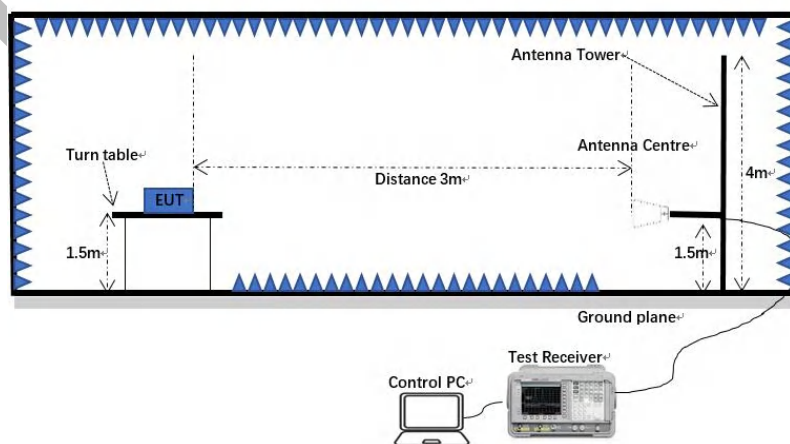 Antenna Tower
Turn table
Antenna Centre
Distance 3m
4m
EUT
1.5m
1.5m
Ground plane
Test Receiver
Control PC